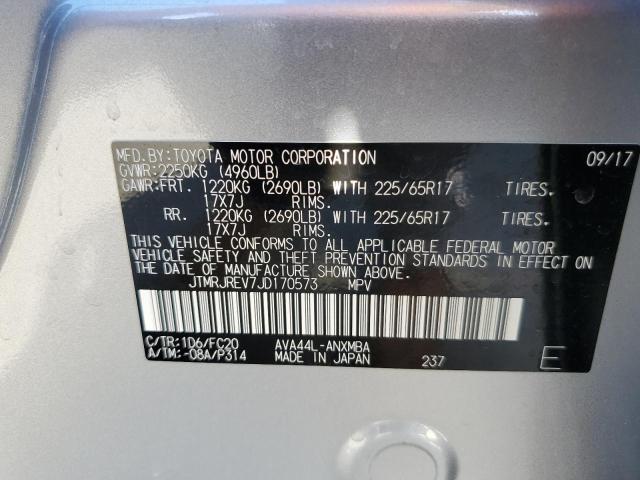 MFD.BY:TOYOTA MOTOR CORPORATION 09/17
GVWR:2250KG (4960LB)
GAWR:FRT. 1220KG (2690LB) WITH 225/65R17 TIRES.
17X7J RIMS.
RR. 1220KG (2690LB) WITH 225/65R17 TIRES.
17X7J RIMS.
THIS VEHICLE CONFORMS TO ALL APPLICABLE FEDERAL MOTOR
VEHICLE SAFETY AND THEFT PREVENTION STANDARDS IN EFFECT ON
THE DATE OF MANUFACTURE SHOWN ABOVE.
JTMRJREV7JD170573 MPV
C/TR:1D6/FC20 AVA44L-ANXMBA
A/TM:-08A/P314 MADE IN JAPAN 237 E